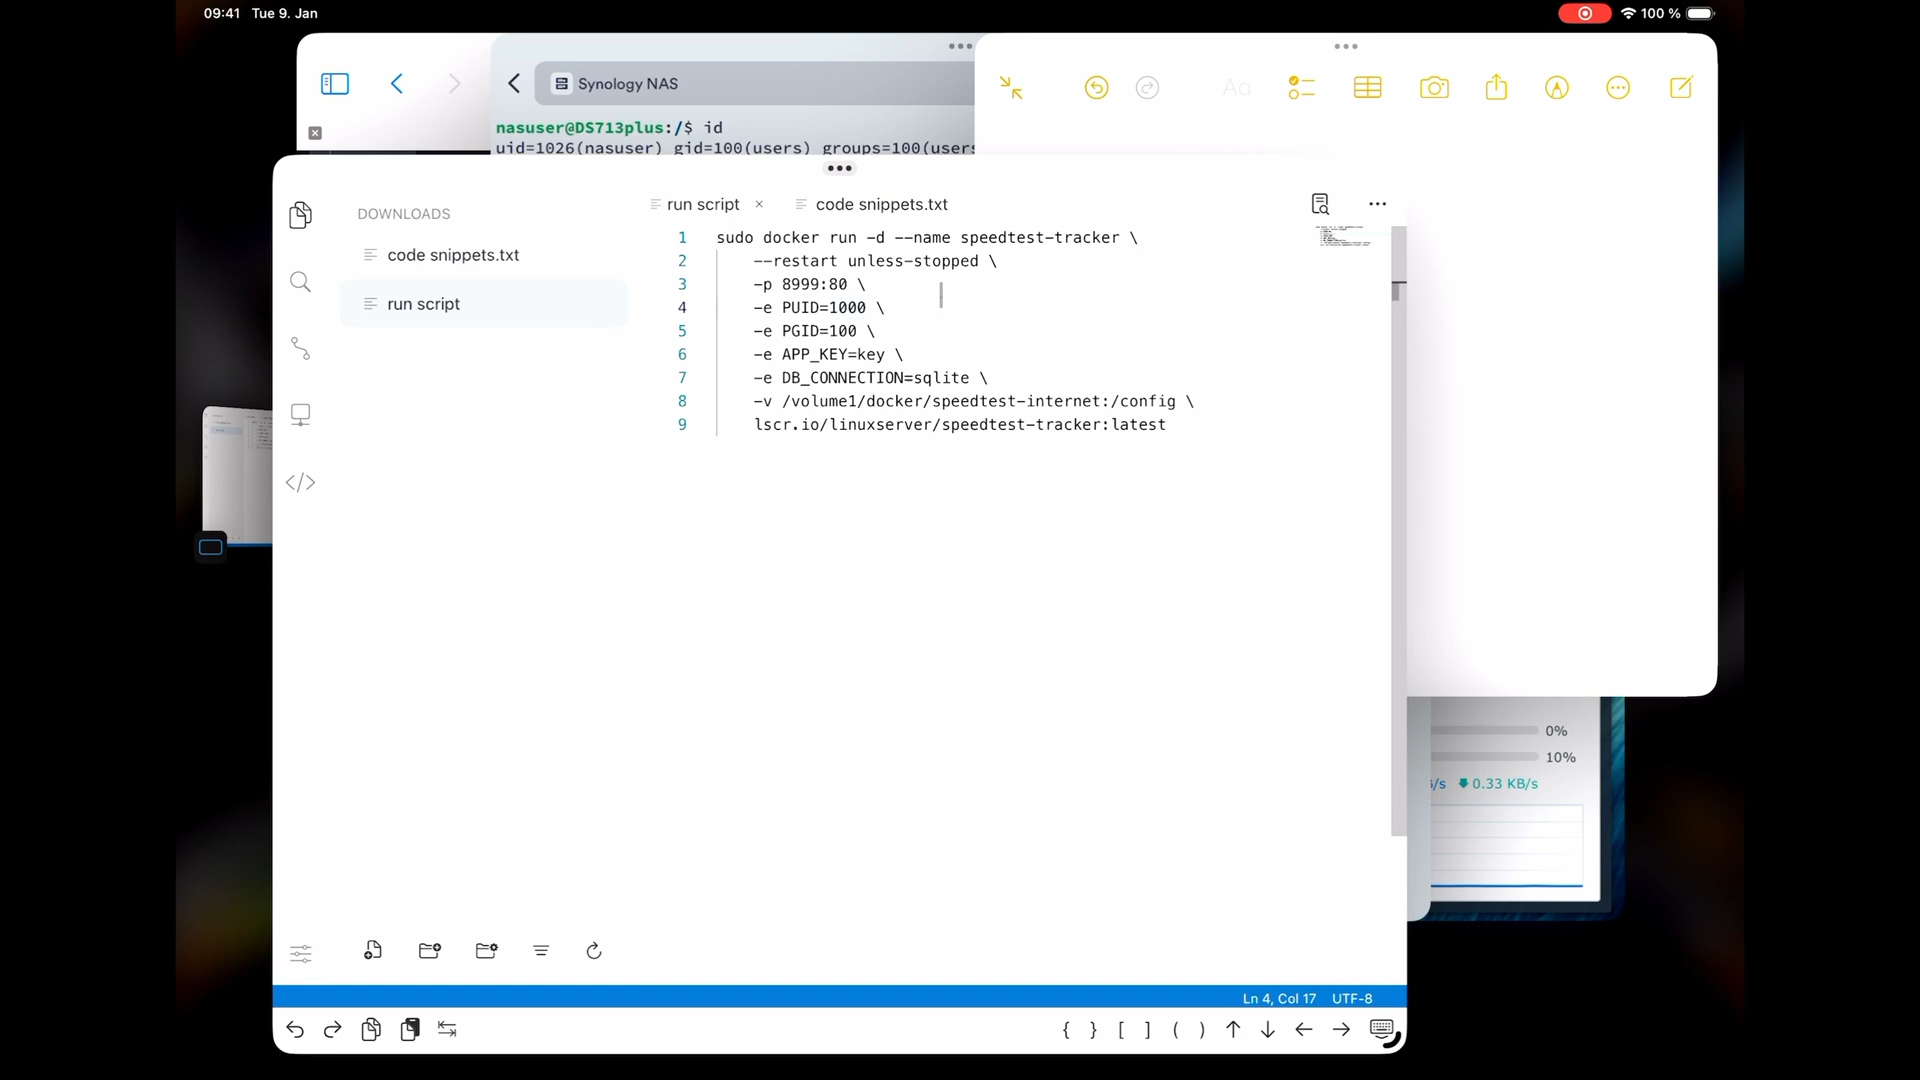 09:41 Tue 9. Jan
100 %
Synology NAS
nasuser@DS713plus:/$ id
uid=1026(nasuser) gid=100(users) groups=100(users
Aa
DOWNLOADS
code snippets.txt
run script
run script ×
code snippets.txt
1 sudo docker run -d --name speedtest-tracker \
2 --restart unless-stopped \
3 -p 8999:80 \
4 -e PUID=1000 \
5 -e PGID=100 \
6 -e APP_KEY=key \
7 -e DB_CONNECTION=sqlite \
8 -v /volume1/docker/speedtest-internet:/config \
9 lscr.io/linuxserver/speedtest-tracker:latest
0%
10%
/s 0.33 KB/s
Ln 4, Col 17 UTF-8
{ } [ ] ( )